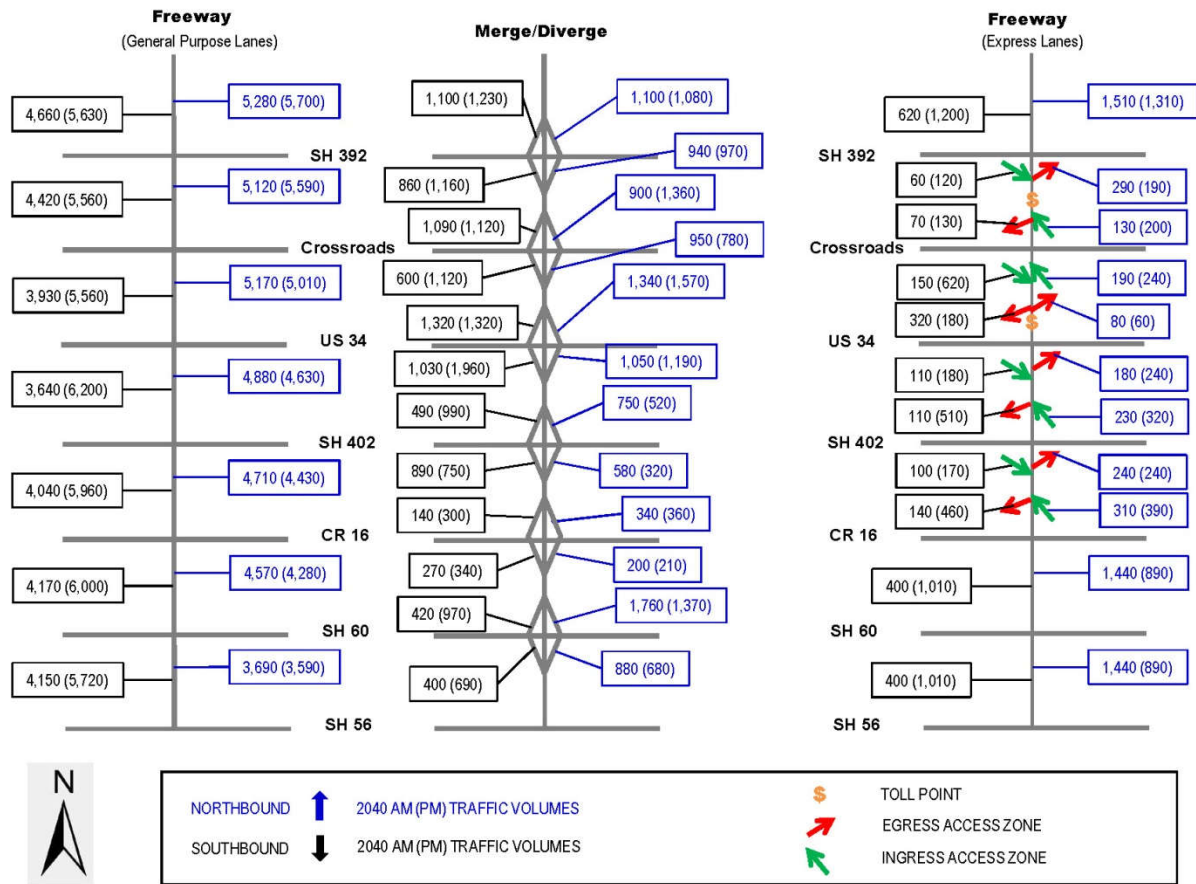 Freeway
(General Purpose Lanes)
4,660 (5,630)
5,280 (5,700)
SH 392
4,420 (5,560)
5,120 (5,590)
Crossroads
3,930 (5,560)
5,170 (5,010)
US 34
3,640 (6,200)
4,880 (4,630)
SH 402
4,040 (5,960)
4,710 (4,430)
CR 16
4,170 (6,000)
4,570 (4,280)
SH 60
4,150 (5,720)
3,690 (3,590)
SH 56
Merge/Diverge
1,100 (1,230)
1,100 (1,080)
940 (970)
860 (1,160)
900 (1,360)
1,090 (1,120)
950 (780)
600 (1,120)
1,340 (1,570)
1,320 (1,320)
1,030 (1,960)
1,050 (1,190)
490 (990)
750 (520)
890 (750)
580 (320)
140 (300)
340 (360)
270 (340)
200 (210)
420 (970)
1,760 (1,370)
400 (690)
880 (680)
Freeway
(Express Lanes)
620 (1,200)
1,510 (1,310)
SH 392
60 (120)
290 (190)
$
70 (130)
130 (200)
Crossroads
150 (620)
190 (240)
320 (180)
$
80 (60)
US 34
110 (180)
180 (240)
110 (510)
230 (320)
SH 402
100 (170)
240 (240)
140 (460)
310 (390)
CR 16
400 (1,010)
1,440 (890)
SH 60
400 (1,010)
1,440 (890)
SH 56
N
NORTHBOUND 2040 AM (PM) TRAFFIC VOLUMES
SOUTHBOUND 2040 AM (PM) TRAFFIC VOLUMES
$ TOLL POINT
EGRESS ACCESS ZONE
INGRESS ACCESS ZONE